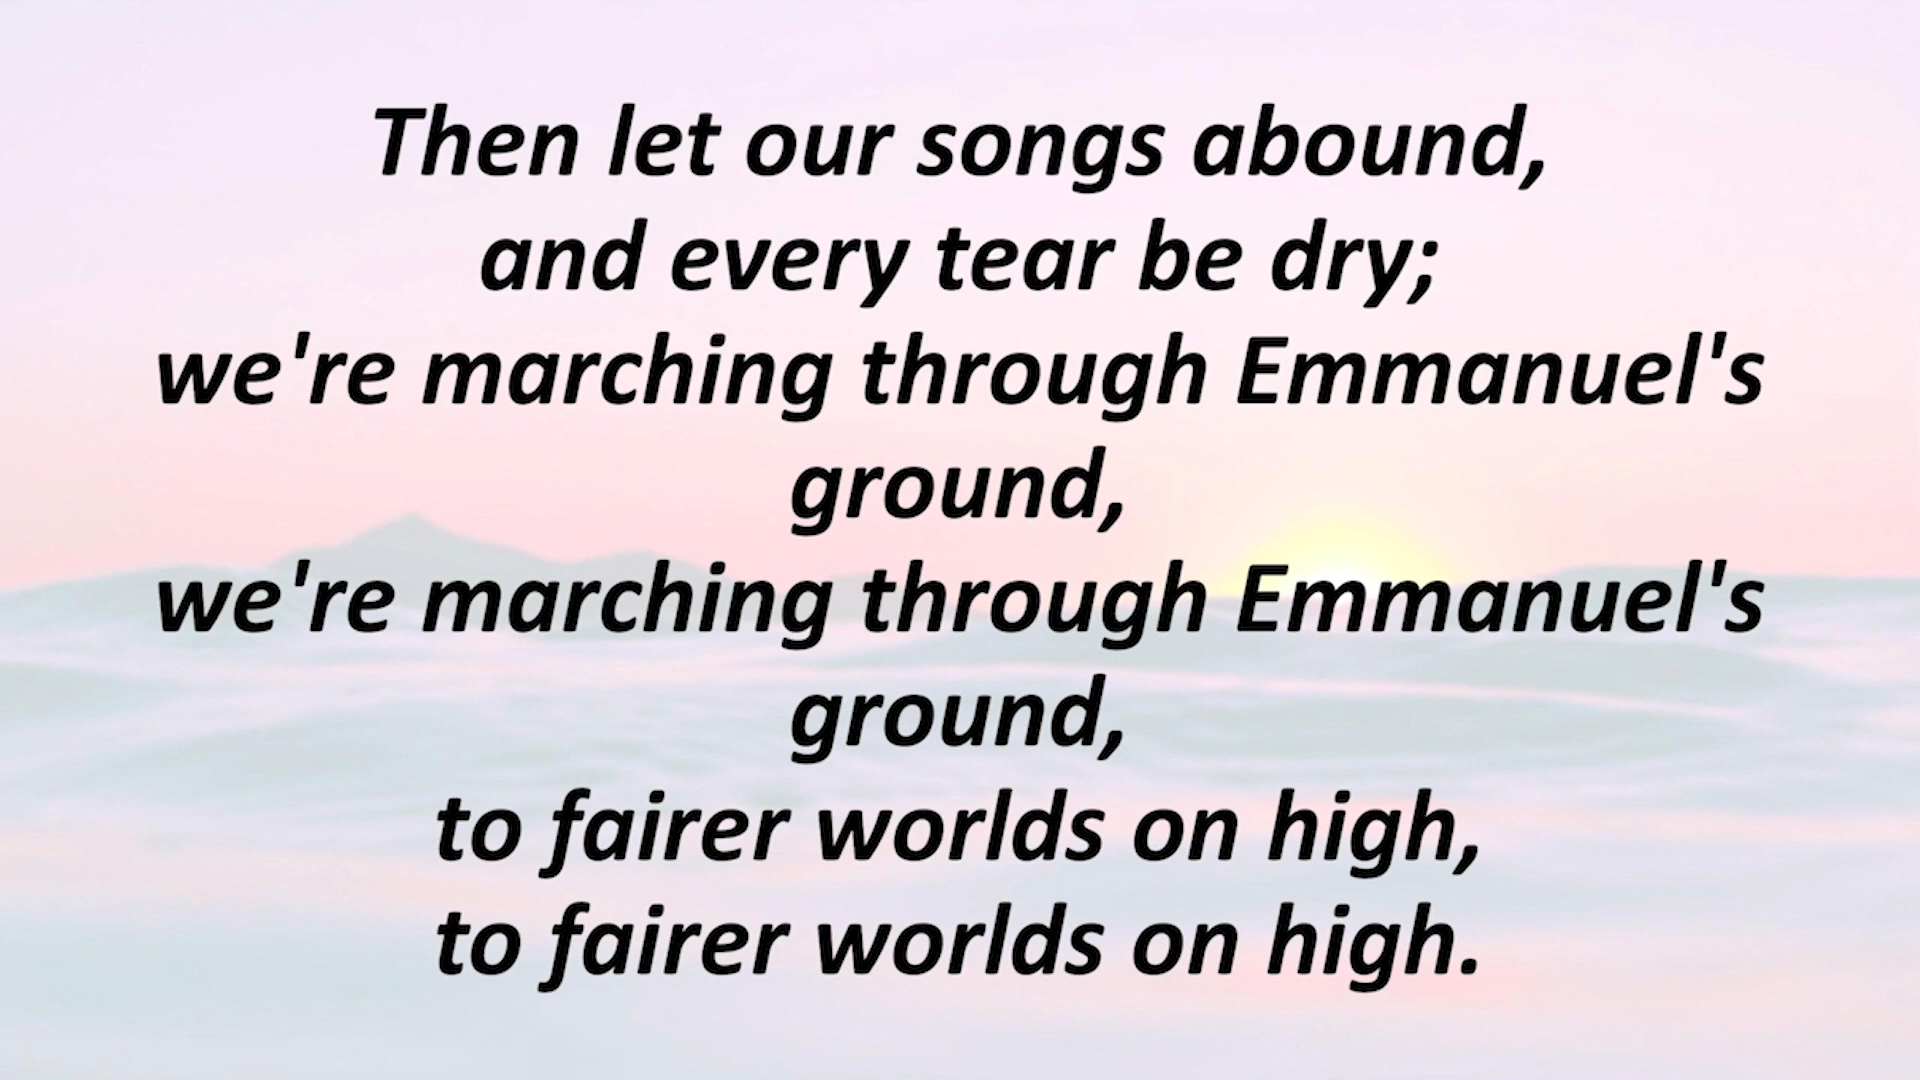 Then let our songs abound,
and every tear be dry;
we're marching through Emmanuel's
ground,
we're marching through Emmanuel's
ground,
to fairer worlds on high,
to fairer worlds on high.